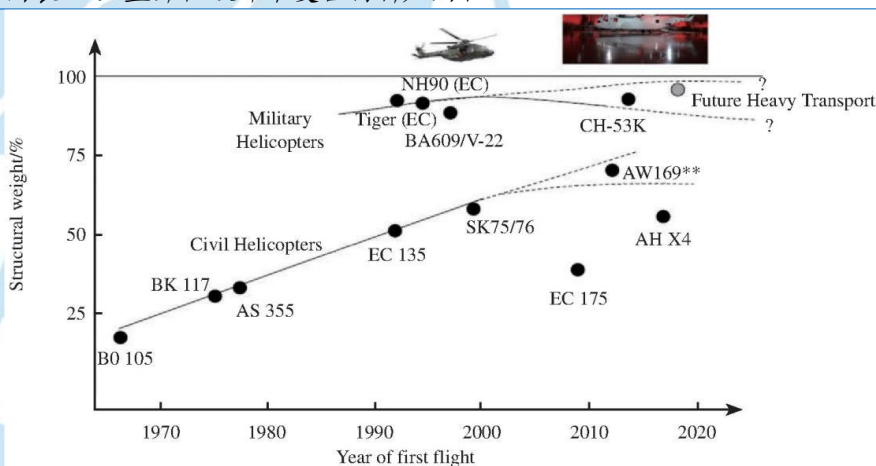 100
NH90 (EC)
?
Future Heavy Transport
Military
Helicopters
Tiger (EC)
BA609/V-22
CH-53K
?
75
AW169**
Structural weight/%
50
Civil Helicopters
SK75/76
EC 135
AH X4
BK 117
AS 355
EC 175
25
B0 105
1970
1980
1990
2000
2010
2020
Year of first flight